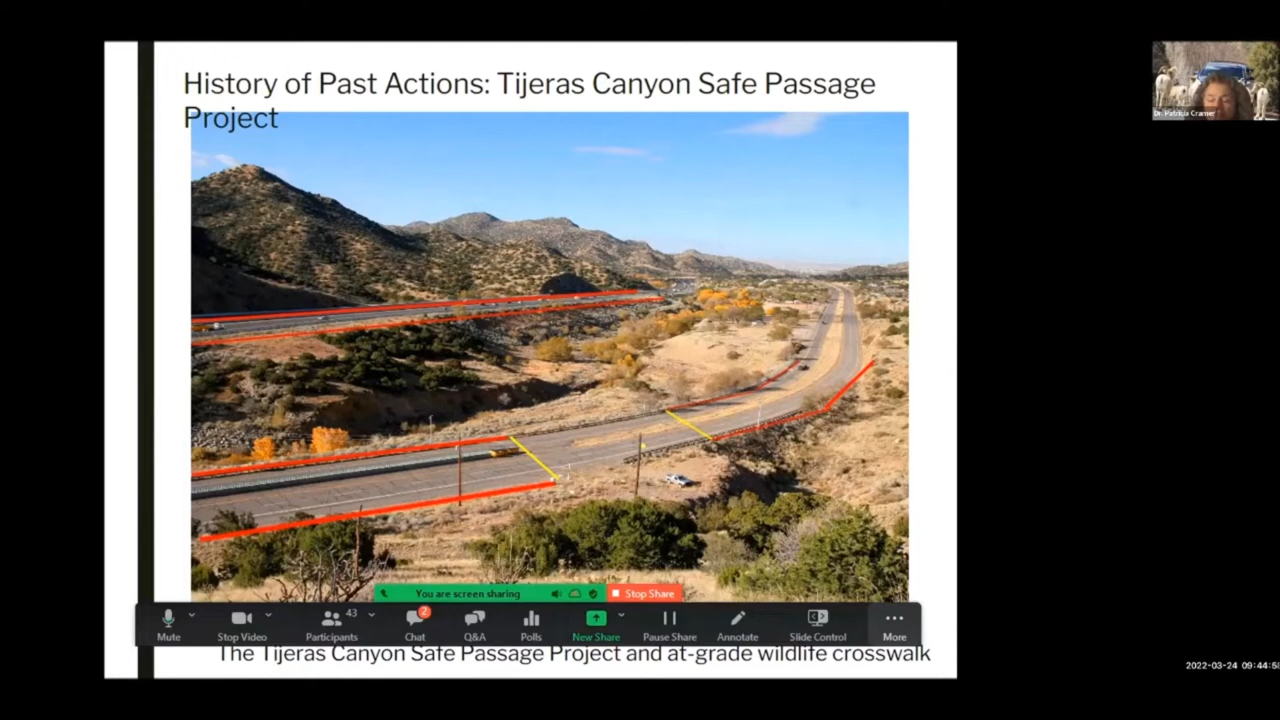 History of Past Actions: Tijeras Canyon Safe Passage
Project
Dr. Patricia Cramer
You are screen sharing
Stop Share
43
2
Mute
Stop Video
Participants
Chat
Q&A
Polls
New Share
Pause Share
Annotate
Slide Control
More
The Tijeras Canyon Safe Passage Project and at-grade wildlife crosswalk
2022-03-24 09:44:58